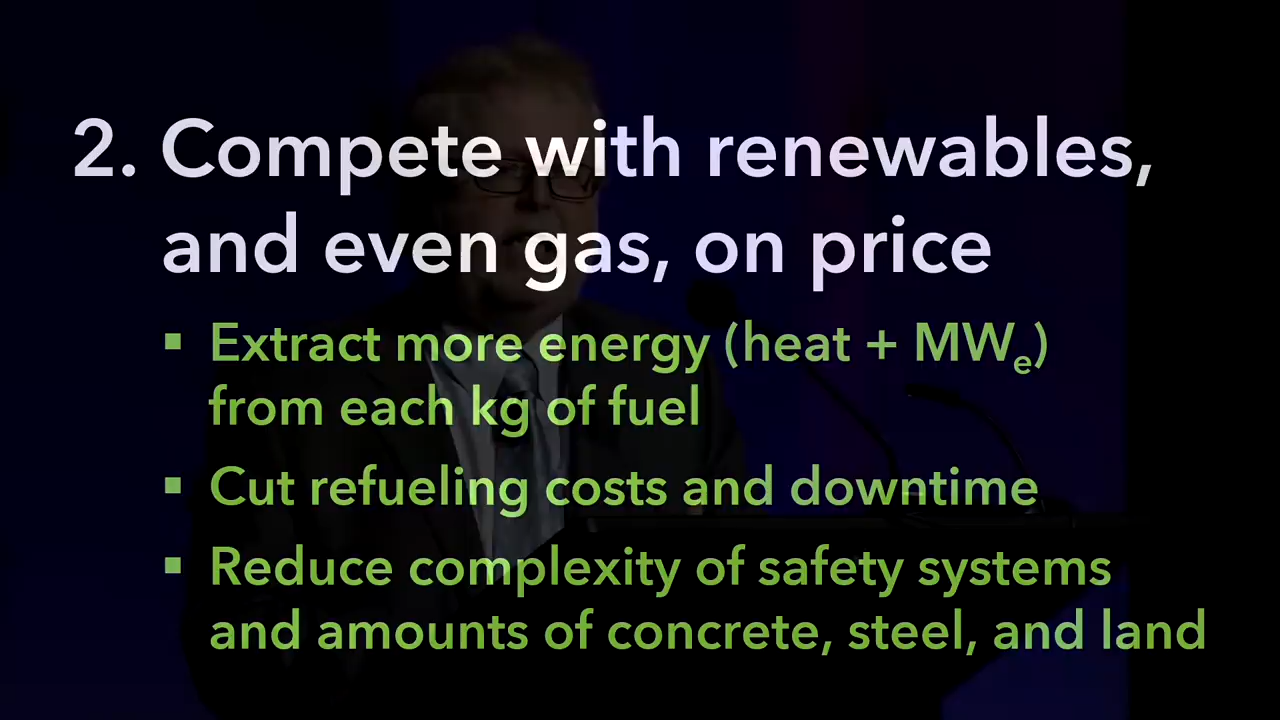 2. Compete with renewables,
and even gas, on price
▪ Extract more energy (heat + MWₑ)
from each kg of fuel
▪ Cut refueling costs and downtime
▪ Reduce complexity of safety systems
and amounts of concrete, steel, and land